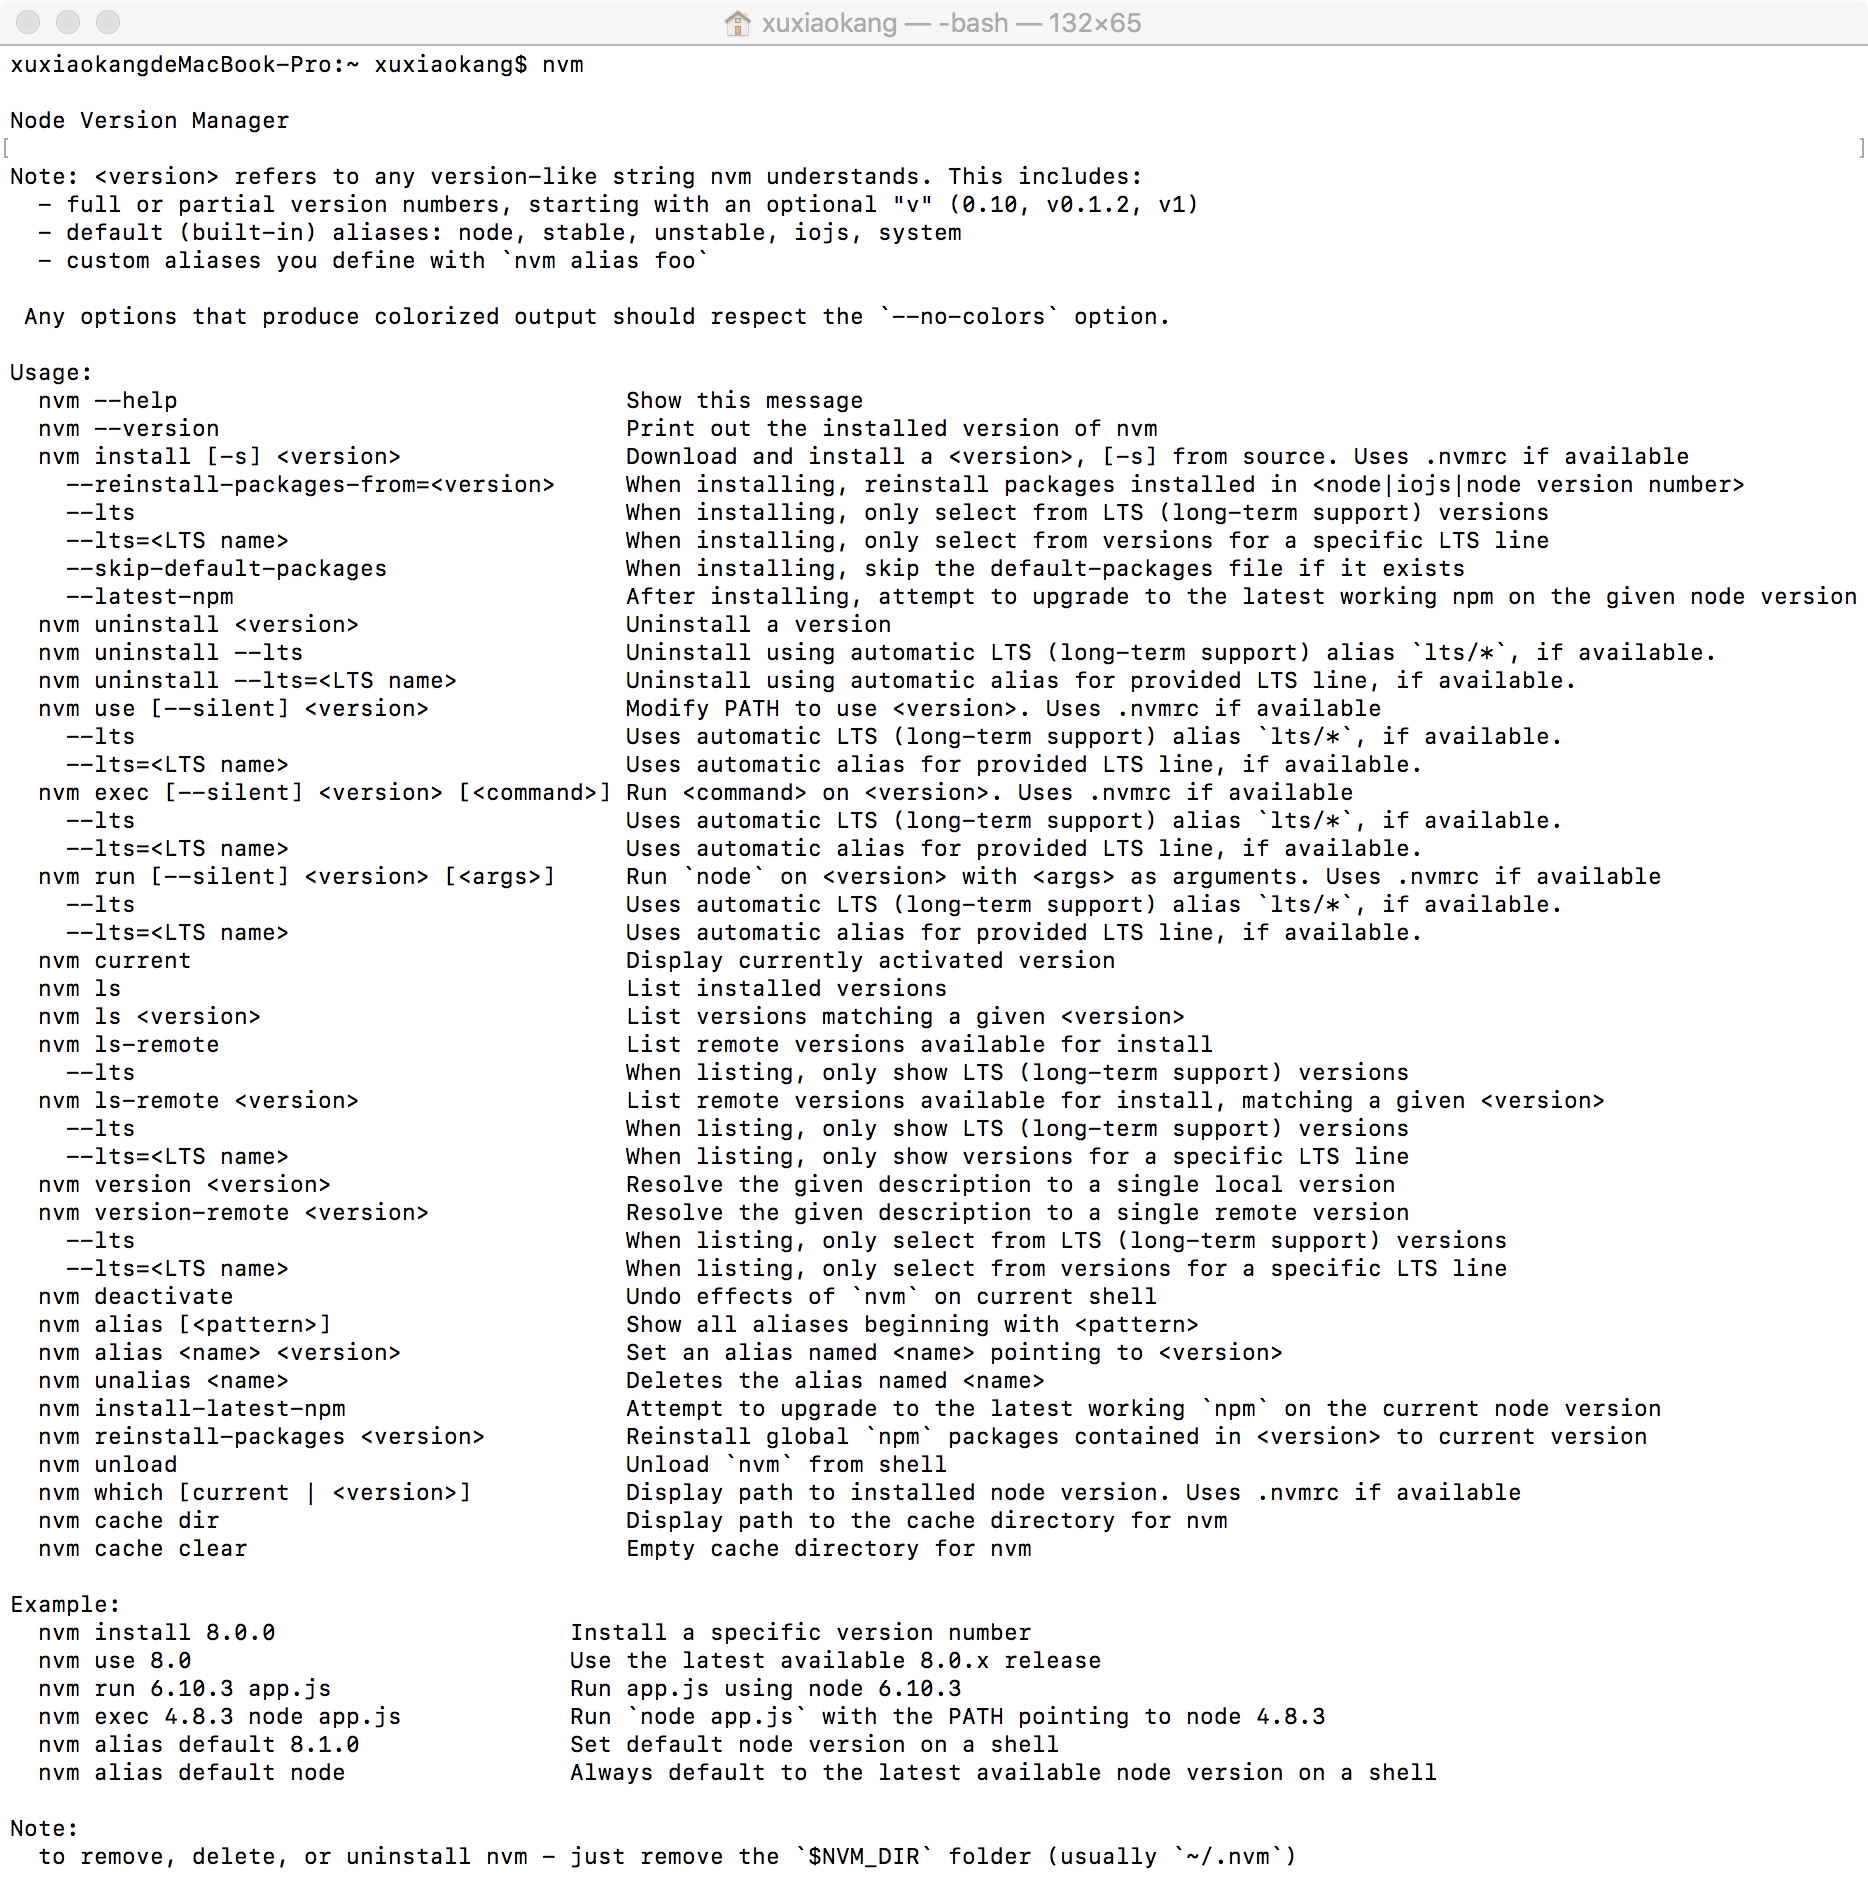 xuxiaokang — -bash — 132×65
xuxiaokangdeMacBook-Pro:~ xuxiaokang$ nvm
Node Version Manager
[ ]
Note: <version> refers to any version-like string nvm understands. This includes:
  - full or partial version numbers, starting with an optional "v" (0.10, v0.1.2, v1)
  - default (built-in) aliases: node, stable, unstable, iojs, system
  - custom aliases you define with `nvm alias foo`
 Any options that produce colorized output should respect the `--no-colors` option.
Usage:
  nvm --help                                Show this message
  nvm --version                             Print out the installed version of nvm
  nvm install [-s] <version>                Download and install a <version>, [-s] from source. Uses .nvmrc if available
    --reinstall-packages-from=<version>     When installing, reinstall packages installed in <node|iojs|node version number>
    --lts                                   When installing, only select from LTS (long-term support) versions
    --lts=<LTS name>                        When installing, only select from versions for a specific LTS line
    --skip-default-packages                 When installing, skip the default-packages file if it exists
    --latest-npm                            After installing, attempt to upgrade to the latest working npm on the given node version
  nvm uninstall <version>                   Uninstall a version
  nvm uninstall --lts                       Uninstall using automatic LTS (long-term support) alias `lts/*`, if available.
  nvm uninstall --lts=<LTS name>            Uninstall using automatic alias for provided LTS line, if available.
  nvm use [--silent] <version>              Modify PATH to use <version>. Uses .nvmrc if available
    --lts                                   Uses automatic LTS (long-term support) alias `lts/*`, if available.
    --lts=<LTS name>                        Uses automatic alias for provided LTS line, if available.
  nvm exec [--silent] <version> [<command>] Run <command> on <version>. Uses .nvmrc if available
    --lts                                   Uses automatic LTS (long-term support) alias `lts/*`, if available.
    --lts=<LTS name>                        Uses automatic alias for provided LTS line, if available.
  nvm run [--silent] <version> [<args>]     Run `node` on <version> with <args> as arguments. Uses .nvmrc if available
    --lts                                   Uses automatic LTS (long-term support) alias `lts/*`, if available.
    --lts=<LTS name>                        Uses automatic alias for provided LTS line, if available.
  nvm current                               Display currently activated version
  nvm ls                                    List installed versions
  nvm ls <version>                          List versions matching a given <version>
  nvm ls-remote                             List remote versions available for install
    --lts                                   When listing, only show LTS (long-term support) versions
  nvm ls-remote <version>                   List remote versions available for install, matching a given <version>
    --lts                                   When listing, only show LTS (long-term support) versions
    --lts=<LTS name>                        When listing, only show versions for a specific LTS line
  nvm version <version>                     Resolve the given description to a single local version
  nvm version-remote <version>              Resolve the given description to a single remote version
    --lts                                   When listing, only select from LTS (long-term support) versions
    --lts=<LTS name>                        When listing, only select from versions for a specific LTS line
  nvm deactivate                            Undo effects of `nvm` on current shell
  nvm alias [<pattern>]                     Show all aliases beginning with <pattern>
  nvm alias <name> <version>                Set an alias named <name> pointing to <version>
  nvm unalias <name>                        Deletes the alias named <name>
  nvm install-latest-npm                    Attempt to upgrade to the latest working `npm` on the current node version
  nvm reinstall-packages <version>          Reinstall global `npm` packages contained in <version> to current version
  nvm unload                                Unload `nvm` from shell
  nvm which [current | <version>]           Display path to installed node version. Uses .nvmrc if available
  nvm cache dir                             Display path to the cache directory for nvm
  nvm cache clear                           Empty cache directory for nvm
Example:
  nvm install 8.0.0                     Install a specific version number
  nvm use 8.0                           Use the latest available 8.0.x release
  nvm run 6.10.3 app.js                 Run app.js using node 6.10.3
  nvm exec 4.8.3 node app.js            Run `node app.js` with the PATH pointing to node 4.8.3
  nvm alias default 8.1.0               Set default node version on a shell
  nvm alias default node                Always default to the latest available node version on a shell
Note:
  to remove, delete, or uninstall nvm - just remove the `$NVM_DIR` folder (usually `~/.nvm`)